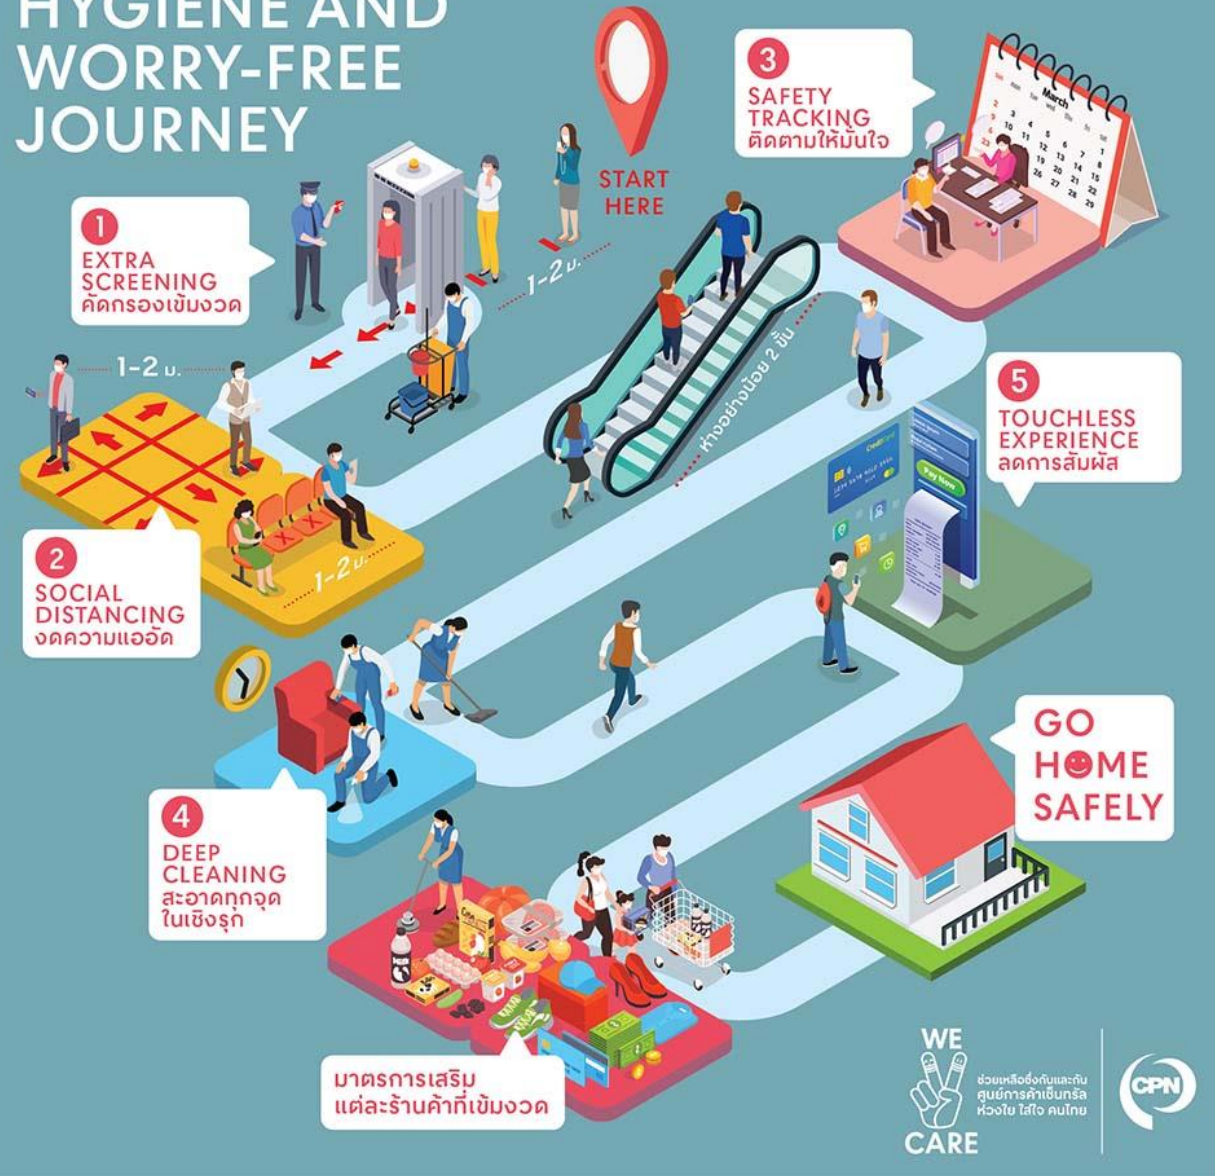 HYGIENE AND
WORRY-FREE
JOURNEY
START
HERE
1
EXTRA
SCREENING
คัดกรองเข้มงวด
1-2 ม.
1-2 ม.
2
SOCIAL
DISTANCING
งดความแออัด
1-2 ม.
ห่างอย่างน้อย 2 ขั้น
3
SAFETY
TRACKING
ติดตามให้มั่นใจ
March
4
DEEP
CLEANING
สะอาดทุกจุด
ในเชิงรุก
5
TOUCHLESS
EXPERIENCE
ลดการสัมผัส
Pay Now
มาตรการเสริม
แต่ละร้านค้าที่เข้มงวด
GO
HOME
SAFELY
WE
CARE
ช่วยเหลือซึ่งกันและกัน
ศูนย์การค้าเซ็นทรัล
ห่วงใย ใส่ใจ คนไทย
CPN